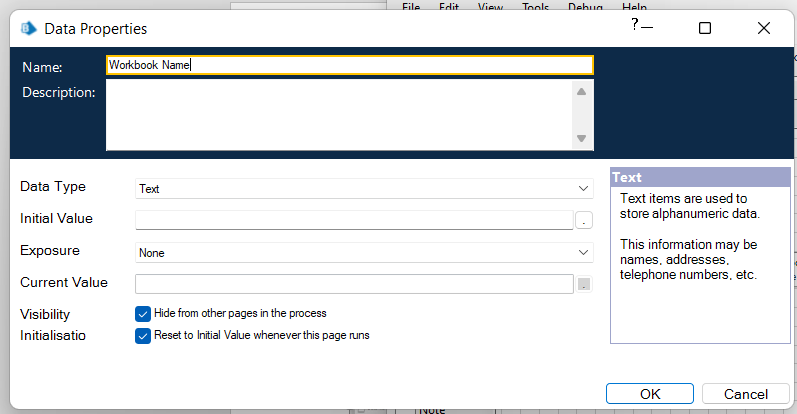 File Edit View Tools Debug Help
Data Properties
?
Name: Workbook Name
Description:
Data Type Text
Initial Value .
Exposure None
Current Value .
Visibility Hide from other pages in the process
Initialisatio Reset to Initial Value whenever this page runs
Text
Text items are used to
store alphanumeric data.
This information may be
names, addresses,
telephone numbers, etc.
OK Cancel
Note